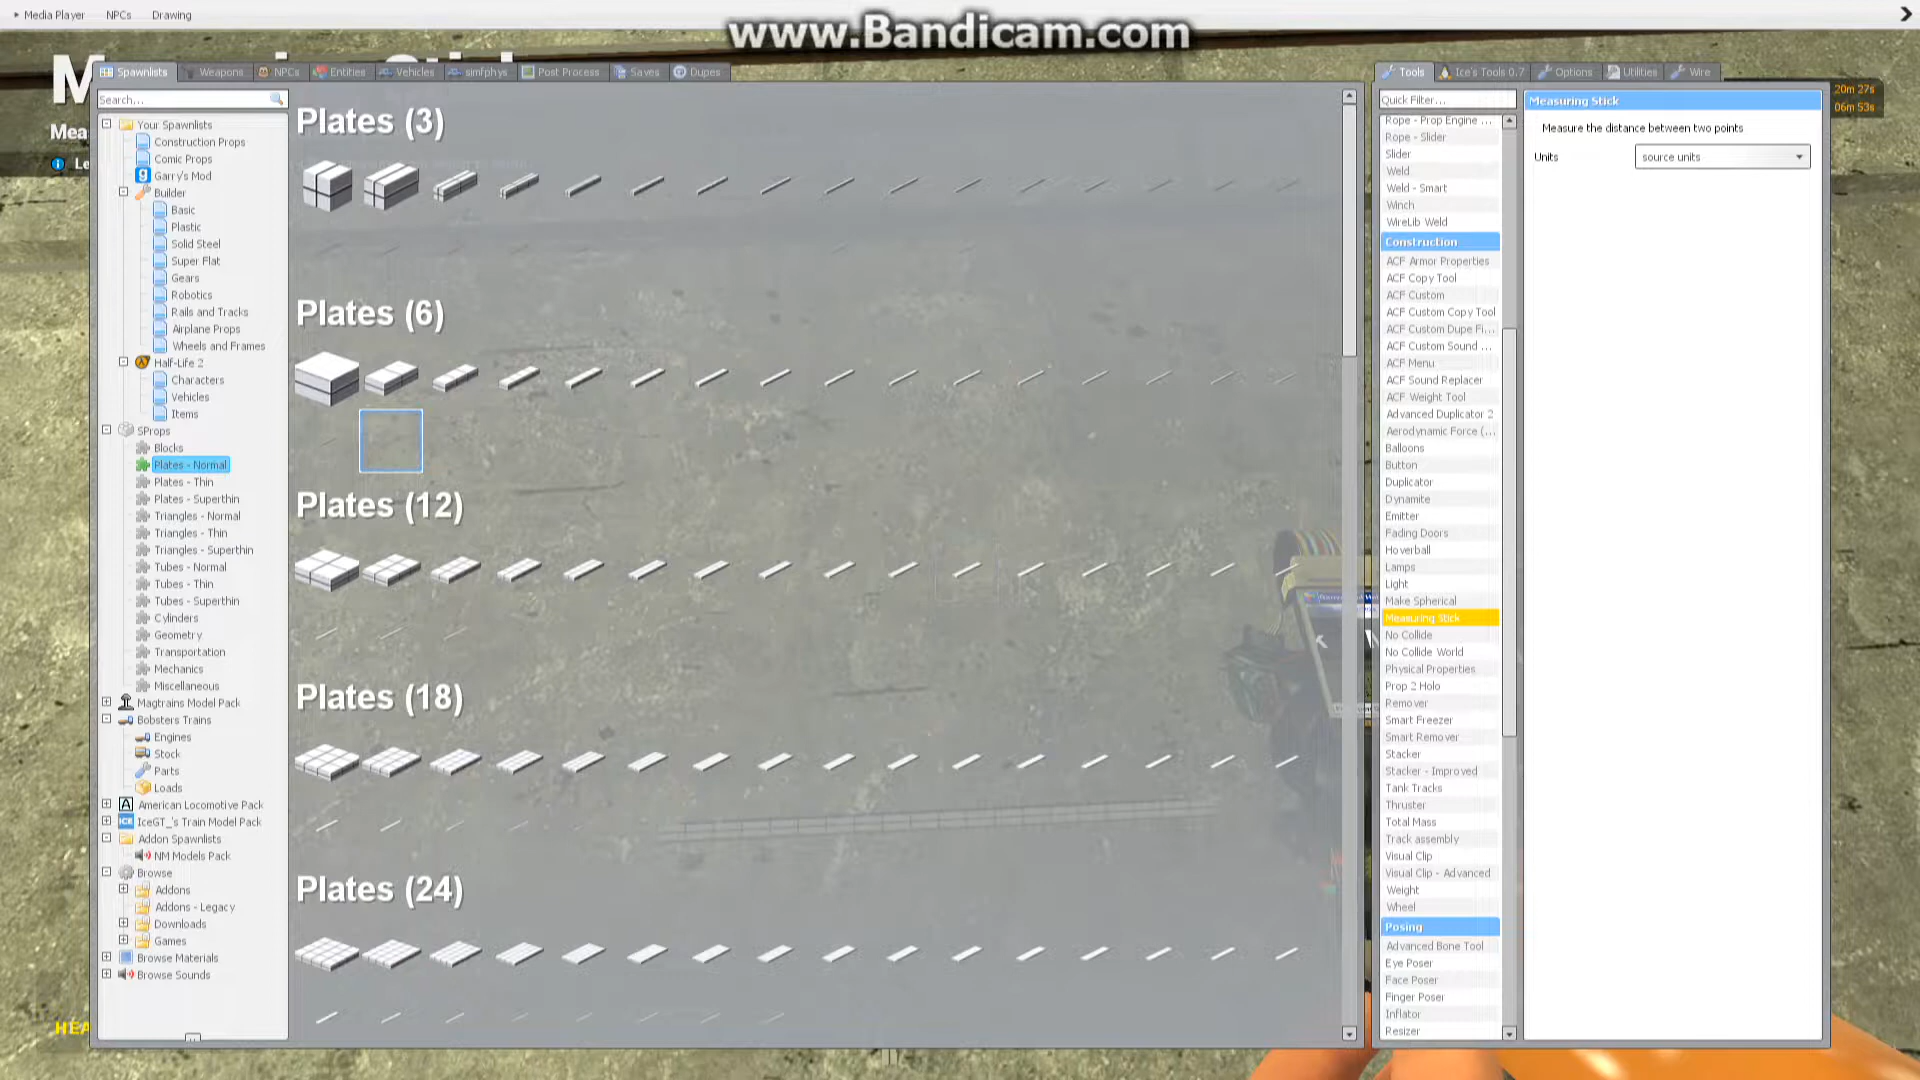 Media Player NPCs Drawing
www.Bandicam.com
Spawnlists Weapons NPCs Entities Vehicles simfphys Post Process Saves Dupes
Search...
Your Spawnlists
Construction Props
Comic Props
Garry's Mod
Builder
Basic
Plastic
Solid Steel
Super Flat
Gears
Robotics
Rails and Tracks
Airplane Props
Wheels and Frames
Half-Life 2
Characters
Vehicles
Items
SProps
Blocks
Plates - Normal
Plates - Thin
Plates - Superthin
Triangles - Normal
Triangles - Thin
Triangles - Superthin
Tubes - Normal
Tubes - Thin
Tubes - Superthin
Cylinders
Geometry
Transportation
Mechanics
Miscellaneous
Magtrains Model Pack
Bobsters Trains
Engines
Stock
Parts
Loads
American Locomotive Pack
IceGT_'s Train Model Pack
Addon Spawnlists
NM Models Pack
Browse
Addons
Addons - Legacy
Downloads
Games
Browse Materials
Browse Sounds
Plates (3)
Plates (6)
Plates (12)
Plates (18)
Plates (24)
Tools Ice's Tools 0.7 Options Utilities Wire
Quick Filter...
Rope - Prop Engine ...
Rope - Slider
Slider
Weld
Weld - Smart
Winch
WireLib Weld
Construction
ACF Armor Properties
ACF Copy Tool
ACF Custom
ACF Custom Copy Tool
ACF Custom Dupe Fi...
ACF Custom Sound ...
ACF Menu
ACF Sound Replacer
ACF Weight Tool
Advanced Duplicator 2
Aerodynamic Force (...
Balloons
Button
Duplicator
Dynamite
Emitter
Fading Doors
Hoverball
Lamps
Light
Make Spherical
Measuring Stick
No Collide
No Collide World
Physical Properties
Prop 2 Holo
Remover
Smart Freezer
Smart Remover
Stacker
Stacker - Improved
Tank Tracks
Thruster
Total Mass
Track assembly
Visual Clip
Visual Clip - Advanced
Weight
Wheel
Posing
Advanced Bone Tool
Eye Poser
Face Poser
Finger Poser
Inflator
Resizer
Measuring Stick
Measure the distance between two points
Units source units
20m 27s
06m 53s
Mea
Le
HEA